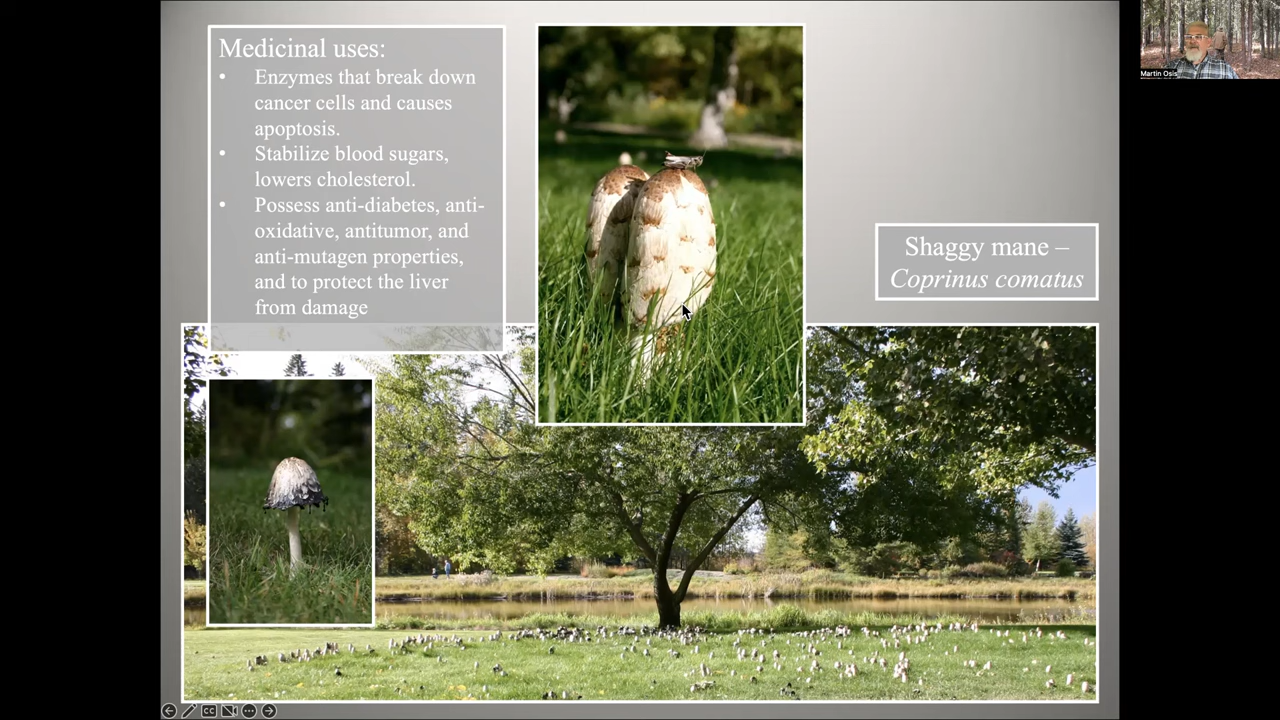 Medicinal uses:
• Enzymes that break down
cancer cells and causes
apoptosis.
• Stabilize blood sugars,
lowers cholesterol.
• Possess anti-diabetes, anti-
oxidative, antitumor, and
anti-mutagen properties,
and to protect the liver
from damage
Shaggy mane –
Coprinus comatus
Martin Osis
CC